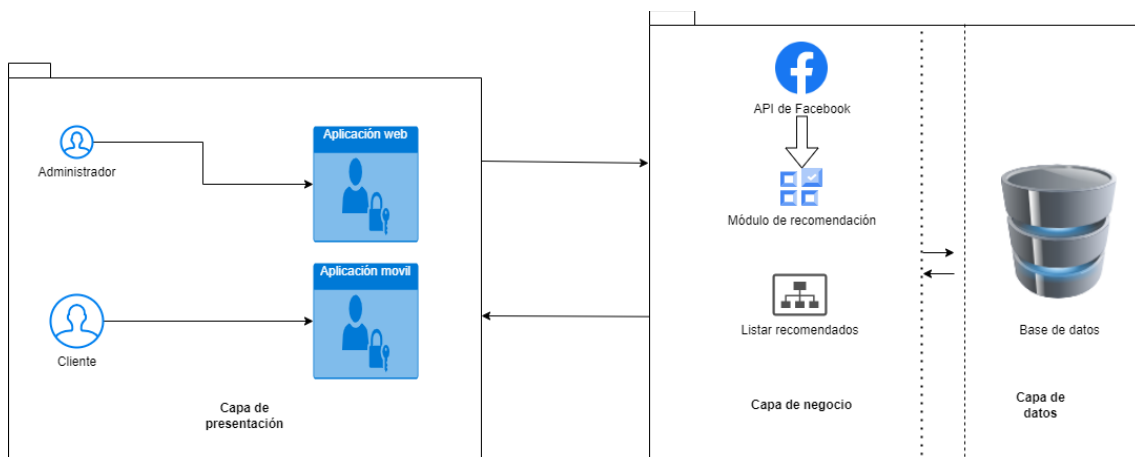 Administrador
Aplicación web
Cliente
Aplicación movil
Capa de
presentación
API de Facebook
Módulo de recomendación
Listar recomendados
Capa de negocio
Base de datos
Capa de
datos